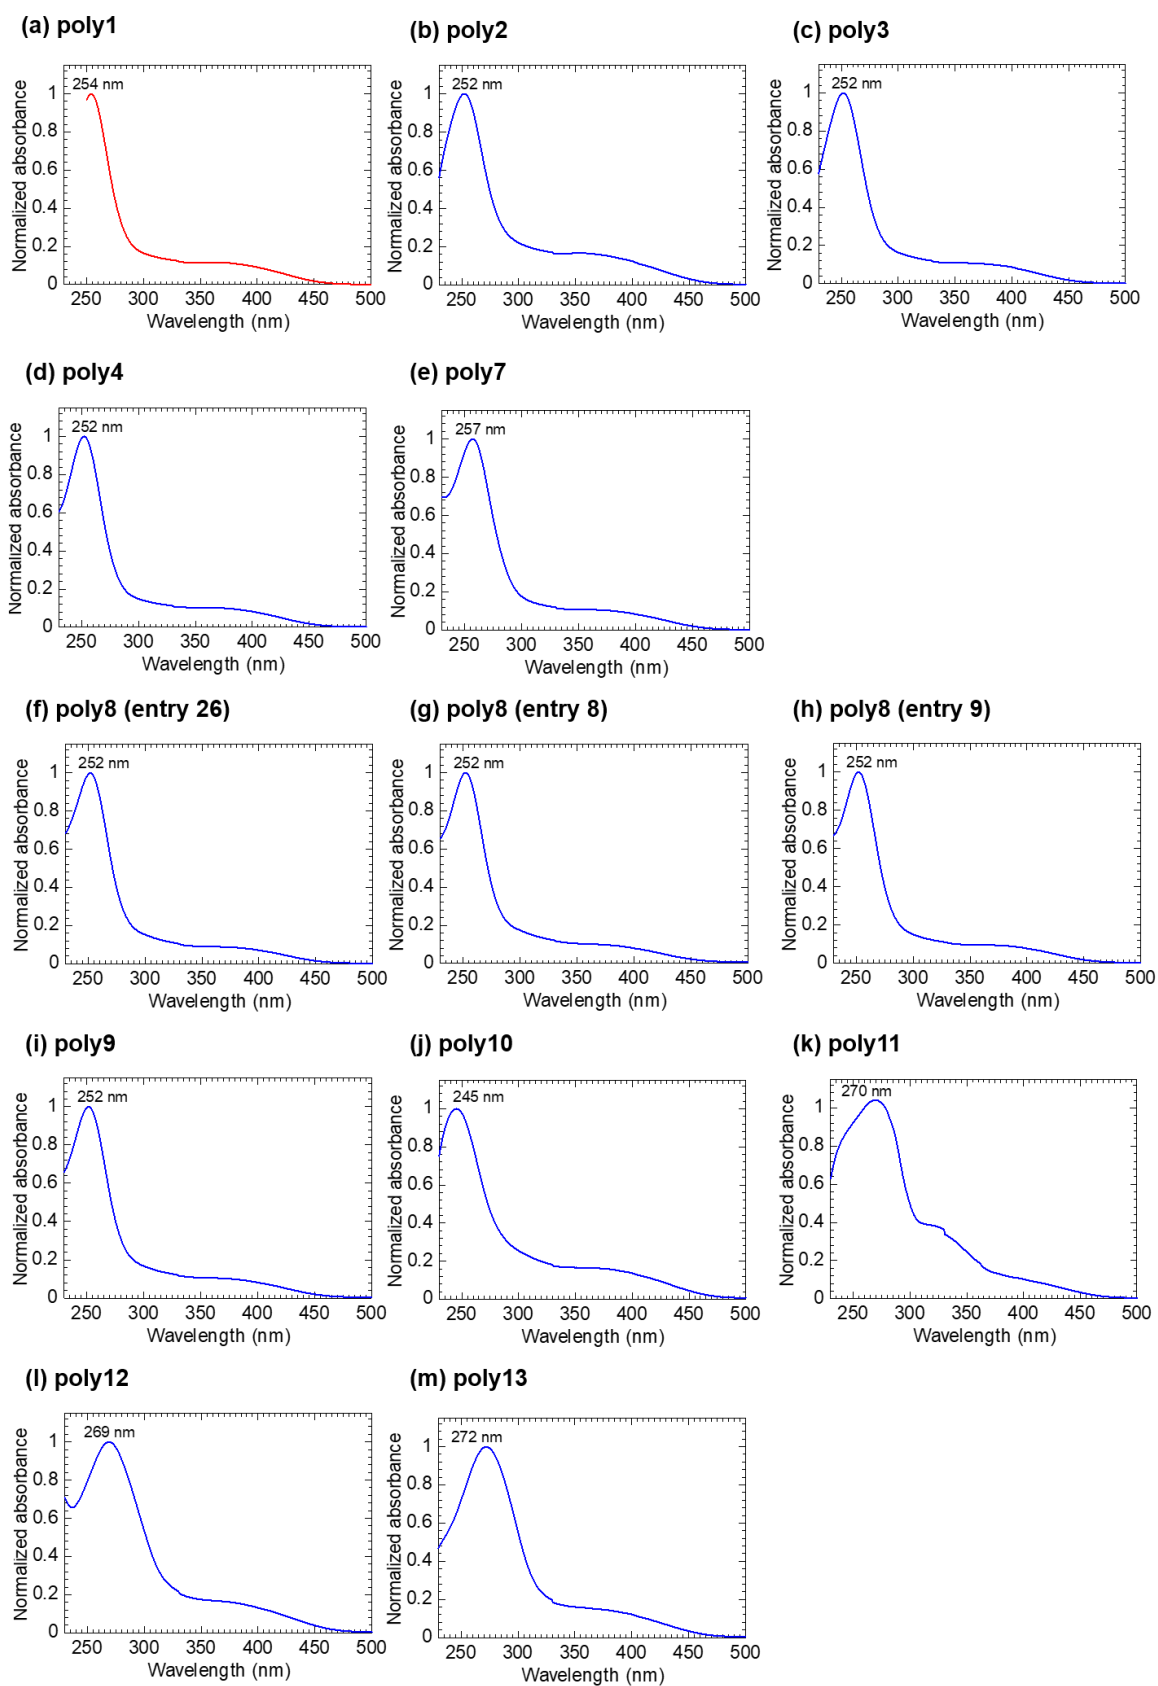 (a) poly1
254 nm
1
0.8
0.6
0.4
0.2
0
Normalized absorbance
250 300 350 400 450 500
Wavelength (nm)
(b) poly2
252 nm
1
0.8
0.6
0.4
0.2
0
Normalized absorbance
250 300 350 400 450 500
Wavelength (nm)
(c) poly3
252 nm
1
0.8
0.6
0.4
0.2
0
Normalized absorbance
250 300 350 400 450 500
Wavelength (nm)
(d) poly4
252 nm
1
0.8
0.6
0.4
0.2
0
Normalized absorbance
250 300 350 400 450 500
Wavelength (nm)
(e) poly7
257 nm
1
0.8
0.6
0.4
0.2
0
Normalized absorbance
250 300 350 400 450 500
Wavelength (nm)
(f) poly8 (entry 26)
252 nm
1
0.8
0.6
0.4
0.2
0
Normalized absorbance
250 300 350 400 450 500
Wavelength (nm)
(g) poly8 (entry 8)
252 nm
1
0.8
0.6
0.4
0.2
0
Normalized absorbance
250 300 350 400 450 500
Wavelength (nm)
(h) poly8 (entry 9)
252 nm
1
0.8
0.6
0.4
0.2
0
Normalized absorbance
250 300 350 400 450 500
Wavelength (nm)
(i) poly9
252 nm
1
0.8
0.6
0.4
0.2
0
Normalized absorbance
250 300 350 400 450 500
Wavelength (nm)
(j) poly10
245 nm
1
0.8
0.6
0.4
0.2
0
Normalized absorbance
250 300 350 400 450 500
Wavelength (nm)
(k) poly11
270 nm
1
0.8
0.6
0.4
0.2
0
Normalized absorbance
250 300 350 400 450 500
Wavelength (nm)
(l) poly12
269 nm
1
0.8
0.6
0.4
0.2
0
Normalized absorbance
250 300 350 400 450 500
Wavelength (nm)
(m) poly13
272 nm
1
0.8
0.6
0.4
0.2
0
Normalized absorbance
250 300 350 400 450 500
Wavelength (nm)